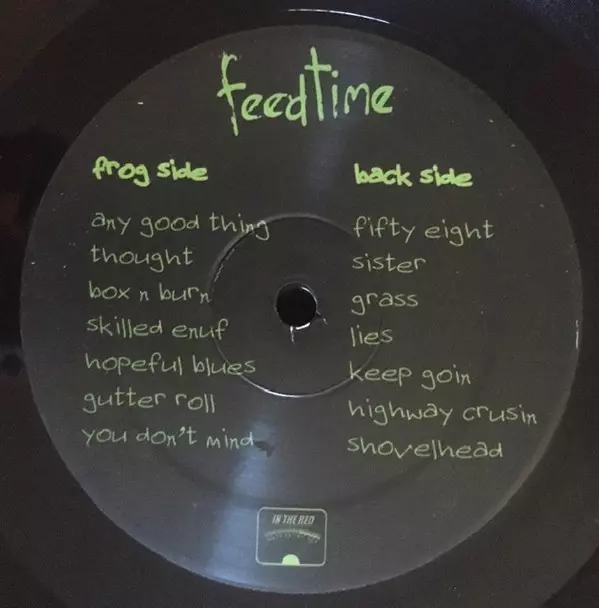 feedtime
frog side
any good thing
thought
box n burn
skilled enuf
hopeful blues
gutter roll
you don't mind
back side
fifty eight
sister
grass
lies
keep goin
highway crusin
shovelhead
IN THE RED